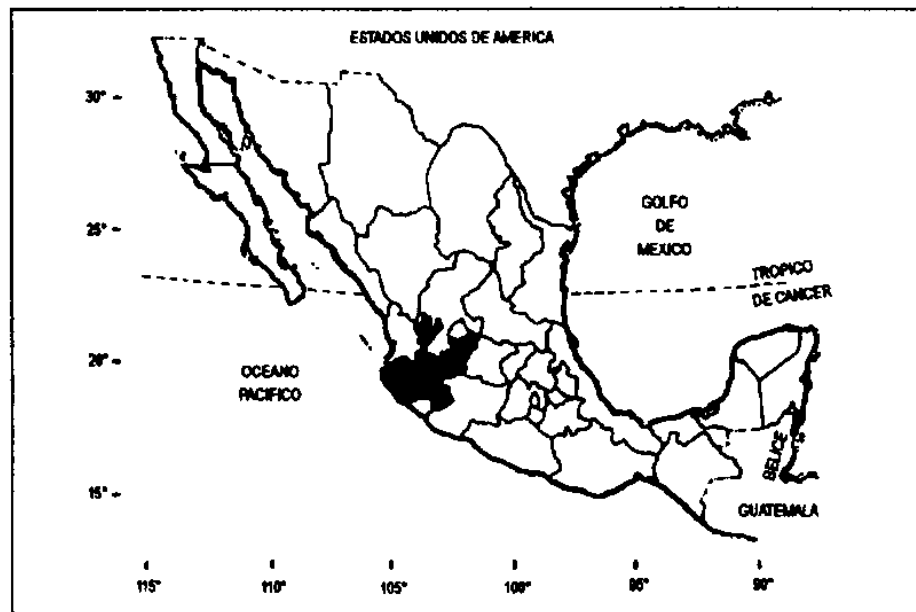 ESTADOS UNIDOS DE AMERICA
30°
GOLFO
DE
MEXICO
25°
TROPICO
DE CANCER
20°
OCEANO
PACIFICO
BELICE
15°
GUATEMALA
115° 110° 105° 100° 95° 90°